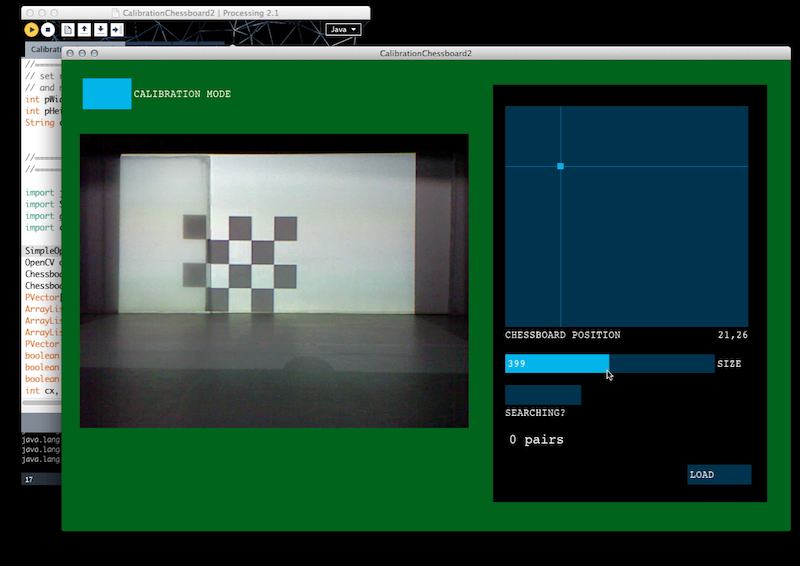 CalibrationChessboard2 | Processing 2.1
Java
CalibrationChessboard2
CALIBRATION MODE
//
// set
// and
int pWid
int pHei
String
//
//
import
import
import
import
SimpleOp
OpenCV
Chessboa
Chessboa
PVector
ArrayLis
ArrayLis
ArrayLis
PVector
boolean
boolean
boolean
int cx,
java.lang
java.lang
java.lang
17
CHESSBOARD POSITION 21,26
399 SIZE
SEARCHING?
0 pairs
LOAD